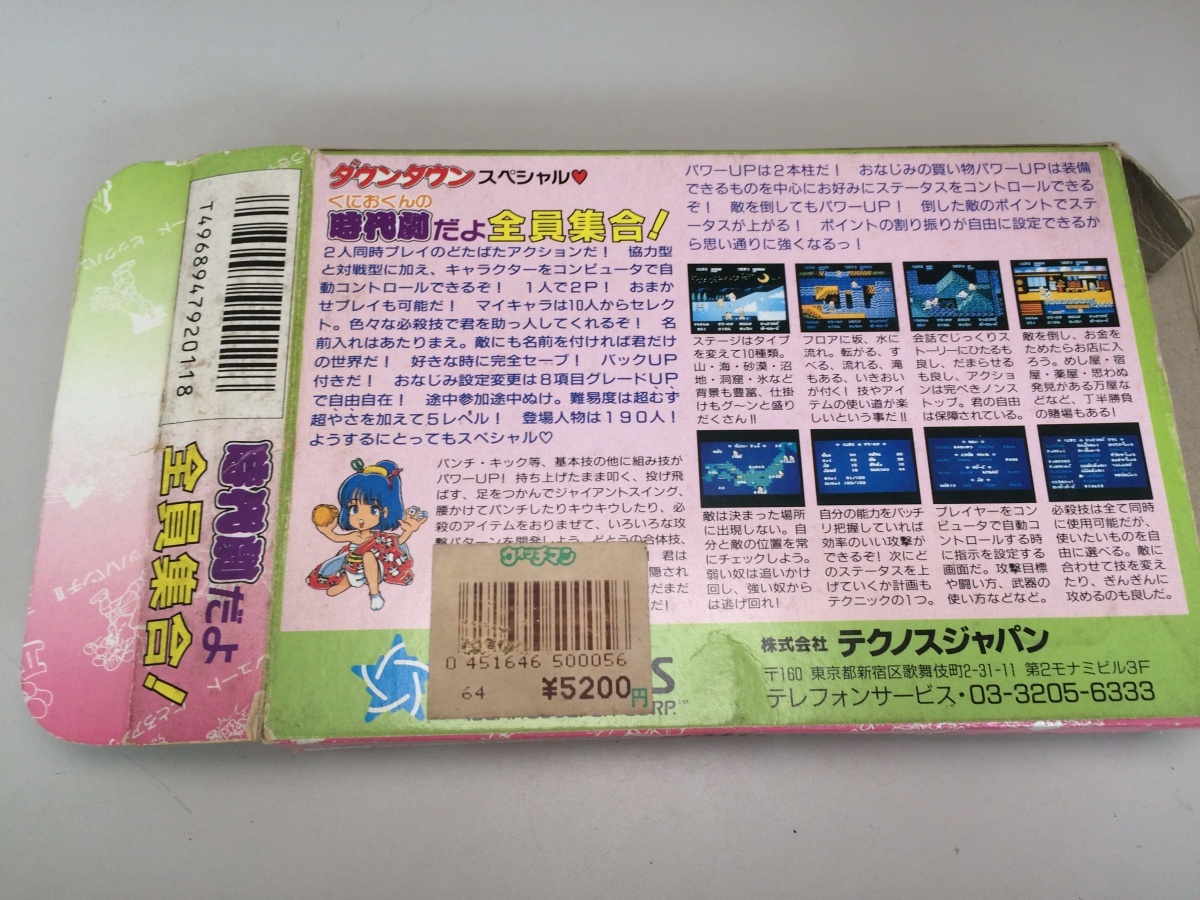 ダウンタウン スペシャル♥
くにおくんの
時代劇だよ 全員集合!
2人同時プレイのどたばたアクションだ! 協力型
と対戦型に加え、キャラクターをコンピュータで自
動コントロールできるぞ! 1人で2P! おまか
せプレイも可能だ! マイキャラは10人からセレク
ト。色々な必殺技で君を助っ人してくれるぞ! 名
前入れはあたりまえ。敵にも名前を付ければ君だけ
の世界だ! 好きな時に完全セーブ! バックUP
付きだ! おなじみ設定変更は8項目グレードUP
で自由自在! 途中参加途中ぬけ。難易度は超むず
超やさを加えて5レベル! 登場人物は190人!
ようするにとってもスペシャル♡
パンチ・キック等、基本技の他に組み技が
パワーUP! 持ち上げたまま叩く、投げ飛
ばす、足をつかんでジャイアントスイング、
腰かけてパンチしたりキウキウしたり、必
殺のアイテムをおりまぜて、いろいろな攻
撃パターンを開発しよう。どとうの合体技、
君は
隠され
だまだ
だ!
パワーUPは2本柱だ! おなじみの買い物パワーUPは装備
できるものを中心にお好みにステータスをコントロールできる
ぞ! 敵を倒してもパワーUP! 倒した敵のポイントでステ
ータスが上がる! ポイントの割り振りが自由に設定できるか
ら思い通りに強くなるっ!
ステージはタイプ
を変えて10種類。
山・海・砂漠・沼
地・洞窟・氷など
背景も豊富、仕掛
けもグーンと盛り
だくさん!!
フロアに坂、水に
流れ。転がる、す
べる、流れる、滝
もある、いきおい
が付く! 技やアイ
テムの使い道が楽
しいという事だ!!
会話でじっくりス
トーリーにひたるも
良し、だまらせる
も良し、アクショ
ンは完ぺきノンス
トップ。君の自由
は保障されている。
敵を倒し、お金を
ためたらお店に入
ろう。めし屋・宿
屋・薬屋・思わぬ
発見がある万屋な
どなど、丁半勝負
の賭場もある!
敵は決まった場所
に出現しない。自
分と敵の位置を常
にチェックしよう。
弱い奴は追いかけ
回し、強い奴から
は逃げ回れ!
自分の能力をバッチ
リ把握していれば
効率のいい攻撃が
できるぞ! 次にど
のステータスを上
げていくか計画も
テクニックの1つ。
プレイヤーをコン
ピュータで自動コ
ントロールする時
に指示を設定する
画面だ。攻撃目標
や闘い方、武器の
使い方などなど。
必殺技は全て同時
に使用可能だが、
使いたいものを自
由に選べる。敵に
合わせて技を変え
たり、ぎんぎんに
攻めるのも良しだ。
株式会社 テクノスジャパン
〒160 東京都新宿区歌舞伎町2-31-11 第2モナミビル3F
テレフォンサービス・03-3205-6333
S
CORP.™
ウォッチマン
0 451646 500056
64 ¥5200円
T4968947920118
時代劇だよ
全員集合!